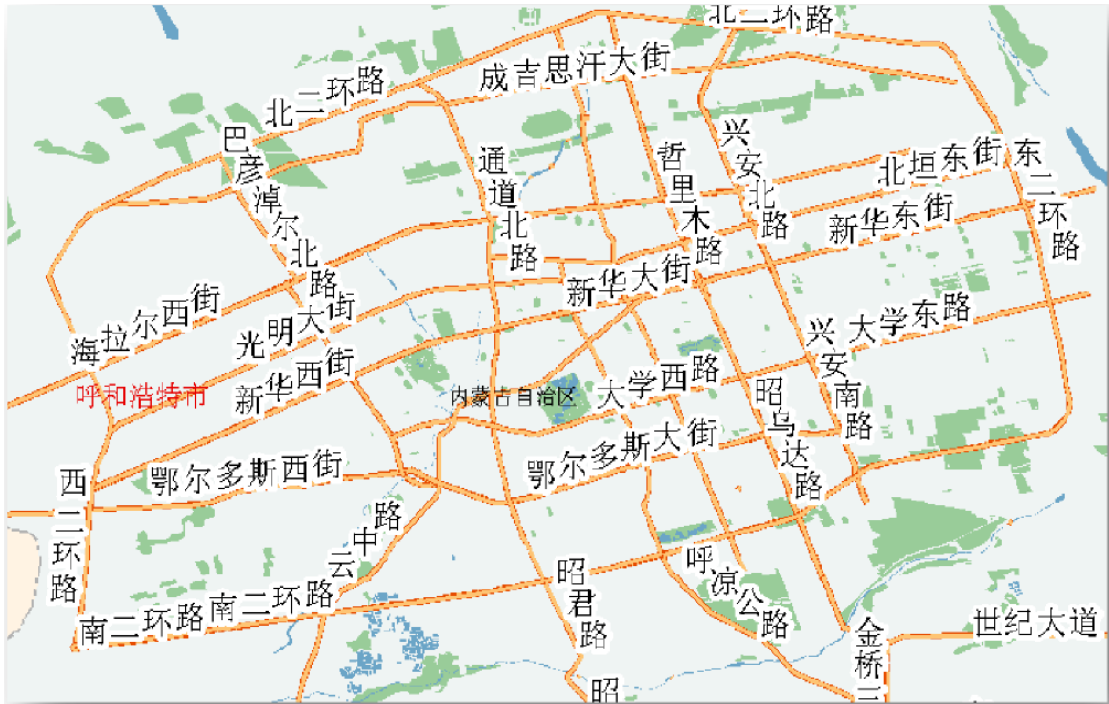 北二环路
成吉思汗大街
北二环路
巴彦淖尔北路
通道北路
哲里木路
兴安北路
北垣东街
东二环路
新华东街
新华大街
海拉尔西街
光明大街
新华西街
呼和浩特市
内蒙古自治区
大学西路
兴安南路
大学东路
鄂尔多斯西街
鄂尔多斯大街
昭乌达路
西二环路
云中路
南二环路
南二环路
昭君路
呼凉公路
世纪大道
金桥三
昭